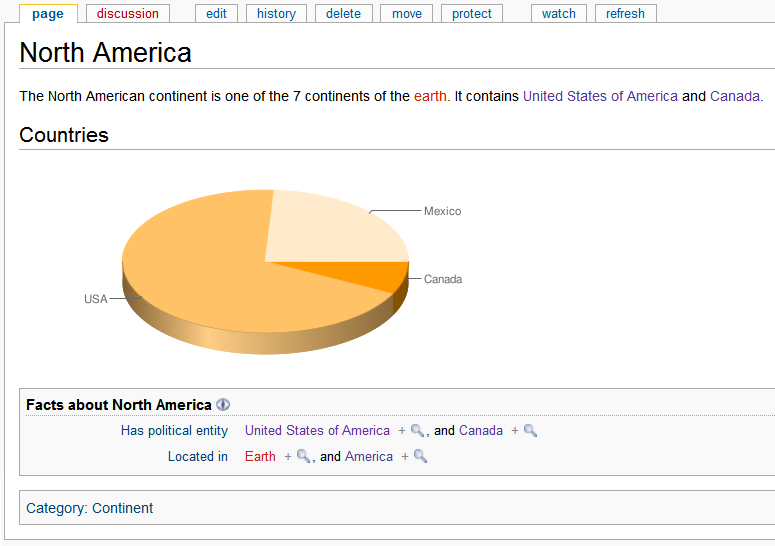 page discussion edit history delete move protect watch refresh
North America
The North American continent is one of the 7 continents of the earth. It contains United States of America and Canada.
Countries
Mexico
Canada
USA
Facts about North America
Has political entity United States of America + , and Canada +
Located in Earth + , and America +
Category: Continent